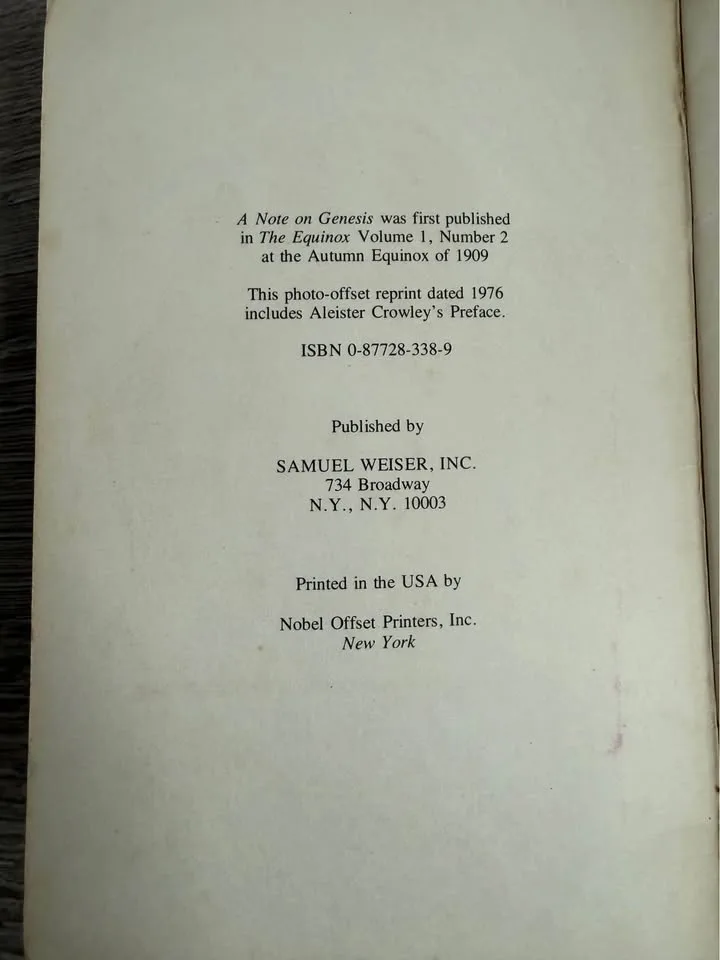 A Note on Genesis was first published
in The Equinox Volume 1, Number 2
at the Autumn Equinox of 1909
This photo-offset reprint dated 1976
includes Aleister Crowley's Preface.
ISBN 0-87728-338-9
Published by
SAMUEL WEISER, INC.
734 Broadway
N.Y., N.Y. 10003
Printed in the USA by
Nobel Offset Printers, Inc.
New York